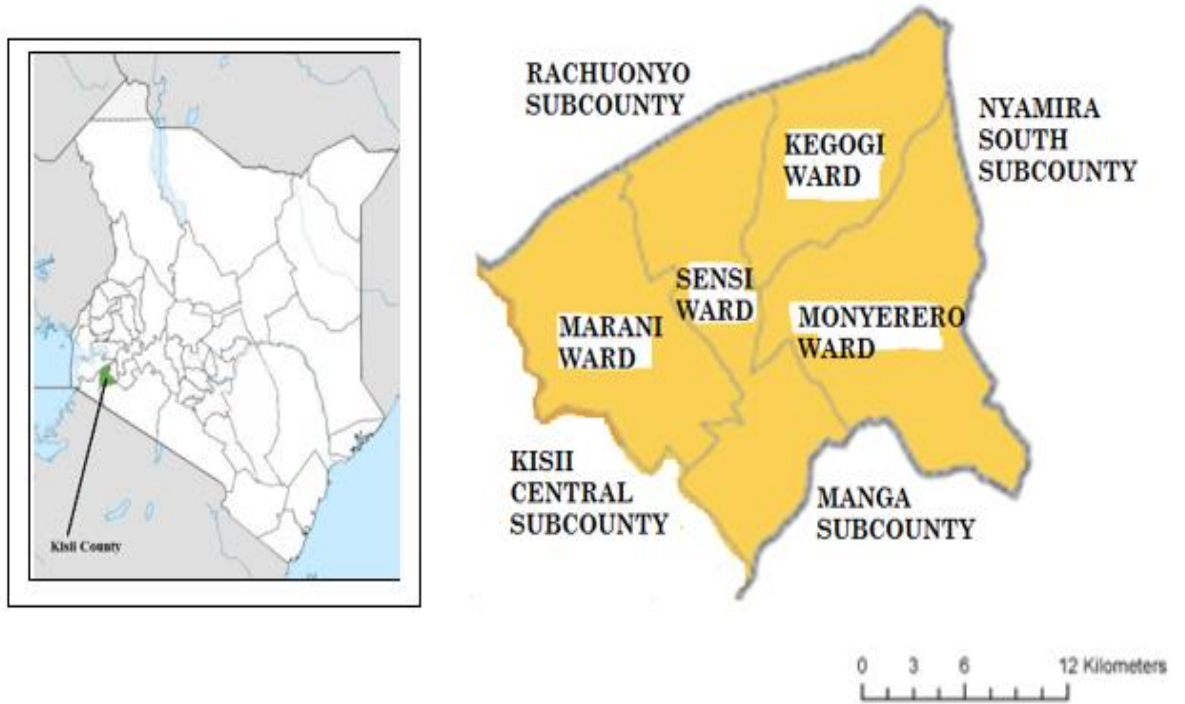 Kisii County
RACHUONYO
SUBCOUNTY
NYAMIRA
SOUTH
SUBCOUNTY
KEGOGI
WARD
SENSI
WARD
MARANI
WARD
MONYERERO
WARD
KISII
CENTRAL
SUBCOUNTY
MANGA
SUBCOUNTY
0 3 6 12 Kilometers